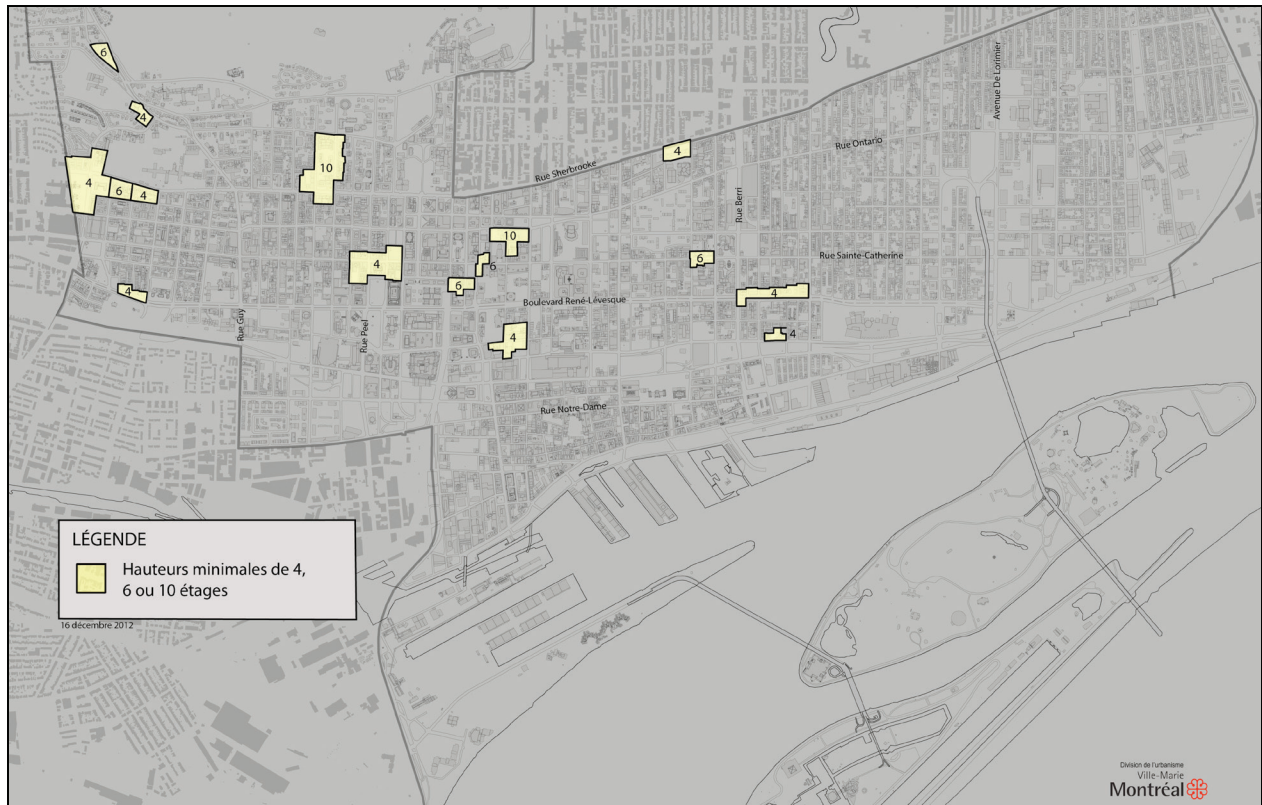 6
Avenue De Lorimier
4
4
Rue Ontario
10
Rue Sherbrooke
4
6
4
Rue Berri
10
6
Rue Sainte-Catherine
4
6
6
4
4
Boulevard René-Lévesque
Rue Guy
Rue Peel
4
4
Rue Notre-Dame
LÉGENDE
Hauteurs minimales de 4,
6 ou 10 étages
16 décembre 2012
Division de l'urbanisme
Ville-Marie
Montréal